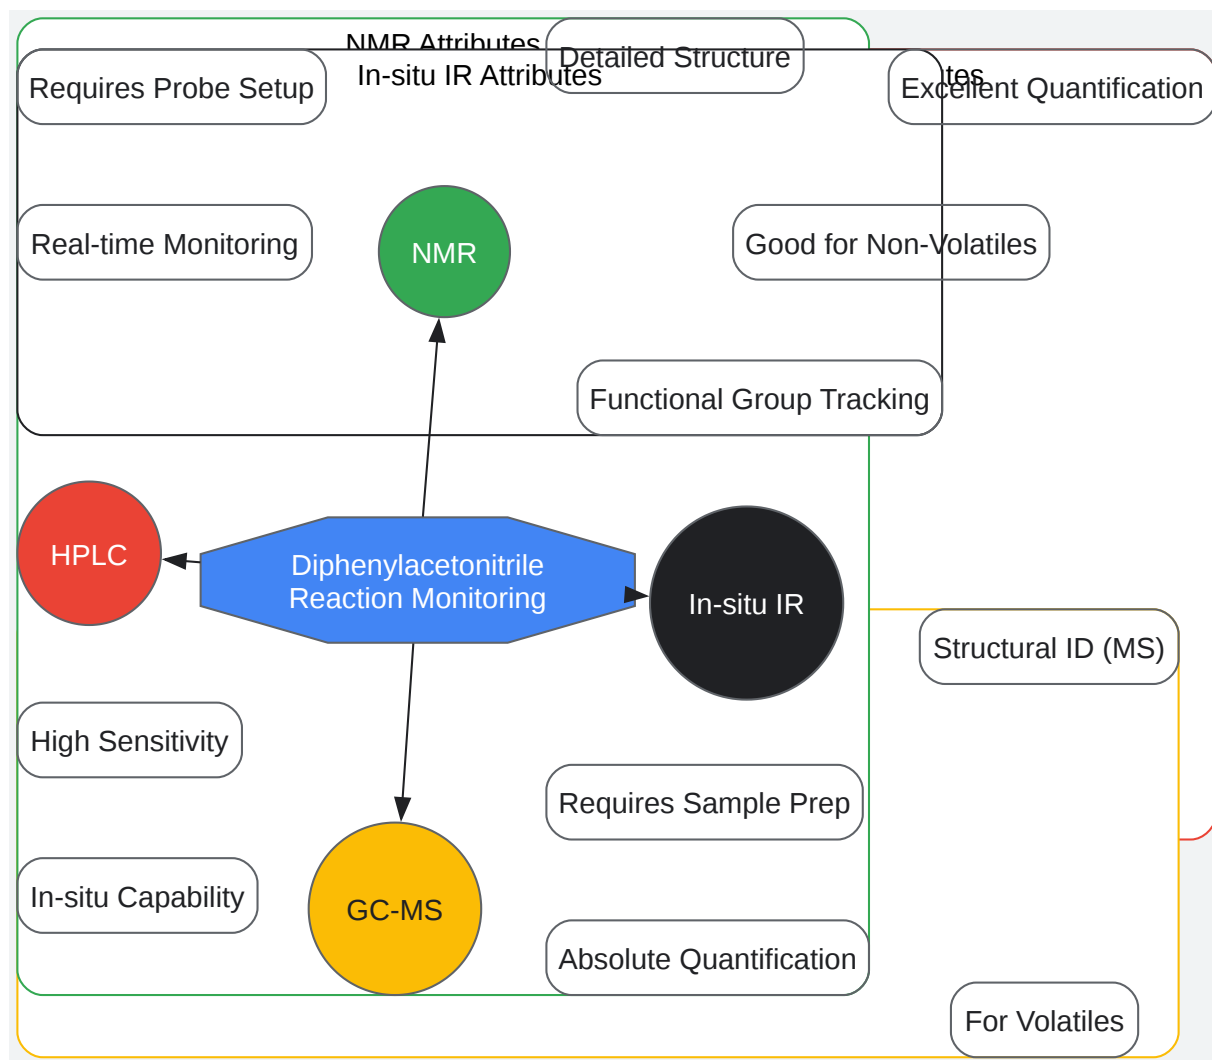 NMR Attributes
Detailed Structure
In-situ IR Attributes
tes
Requires Probe Setup
Excellent Quantification
Real-time Monitoring
NMR
Good for Non-Volatiles
Functional Group Tracking
HPLC
Diphenylacetonitrile
Reaction Monitoring
In-situ IR
Structural ID (MS)
High Sensitivity
Requires Sample Prep
In-situ Capability
GC-MS
Absolute Quantification
For Volatiles